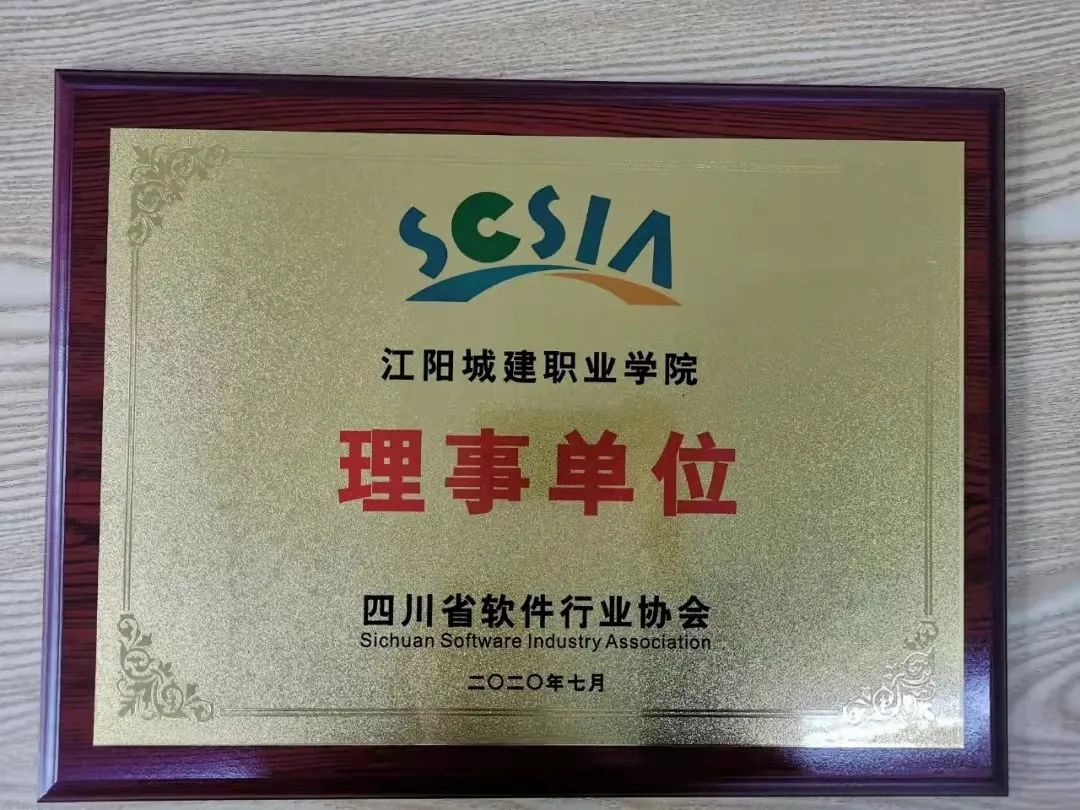 SCSIA
江阳城建职业学院
理事单位
四川省软件行业协会
Sichuan Software Industry Association
二〇二〇年七月